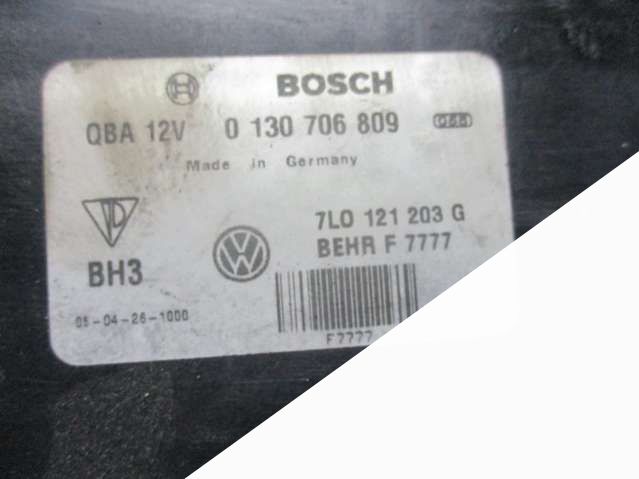 BOSCH
QBA 12V 0 130 706 809
Made in Germany
7L0 121 203 G
BEHR F 7777
BH3
05-04-26-1000
F7777